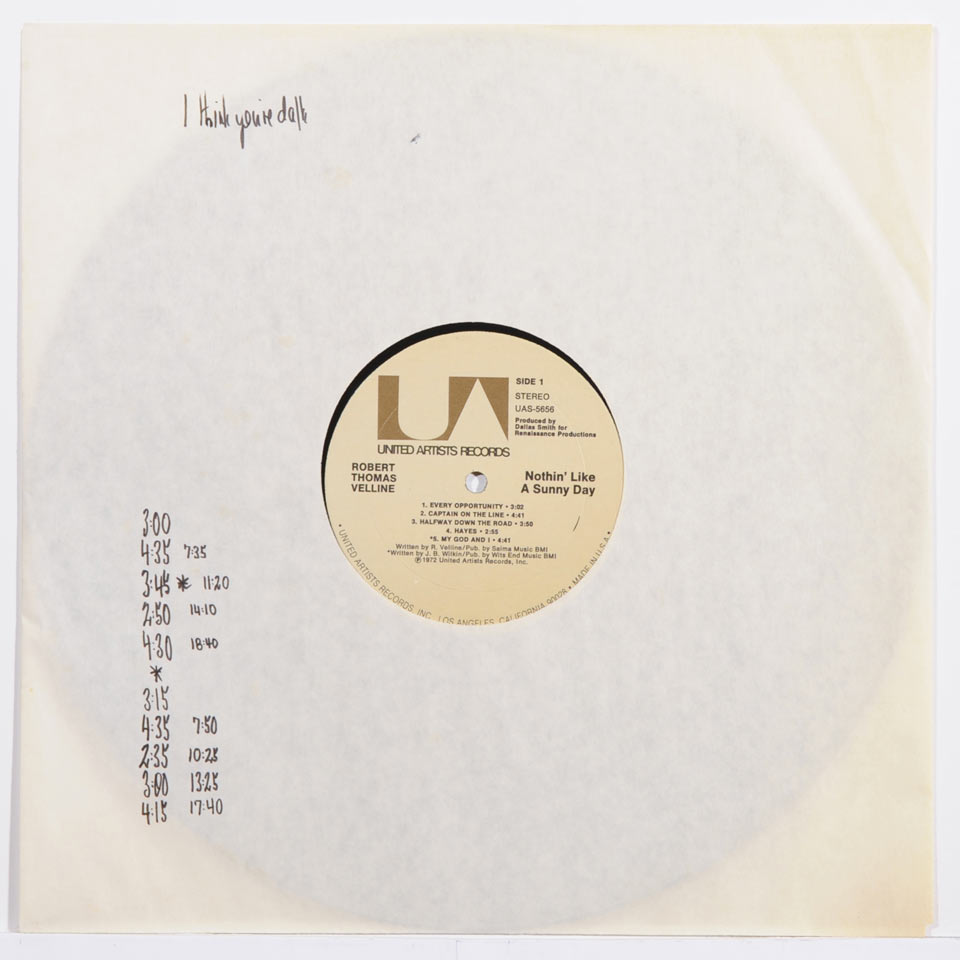 I think you're daft
UA
UNITED ARTISTS RECORDS
SIDE 1
STEREO
UAS-5656
Produced by
Dallas Smith for
Renaissance Productions
ROBERT
THOMAS
VELLINE
Nothin' Like
A Sunny Day
1. EVERY OPPORTUNITY • 3:02
2. CAPTAIN ON THE LINE • 4:41
3. HALFWAY DOWN THE ROAD • 3:50
4. HAYES • 2:55
*5. MY GOD AND I • 4:41
Written by R. Velline/Pub. by Selma Music BMI
*Written by J. B. Wilkin/Pub. by Wits End Music BMI
℗1972 United Artists Records, Inc.
• UNITED ARTISTS RECORDS, INC., LOS ANGELES, CALIFORNIA 90028 • MADE IN U.S.A. •
3:00
4:35 7:35
3:45 * 11:20
2:50 14:10
4:30 18:40
*
3:15
4:35 7:50
2:35 10:25
3:00 13:25
4:15 17:40